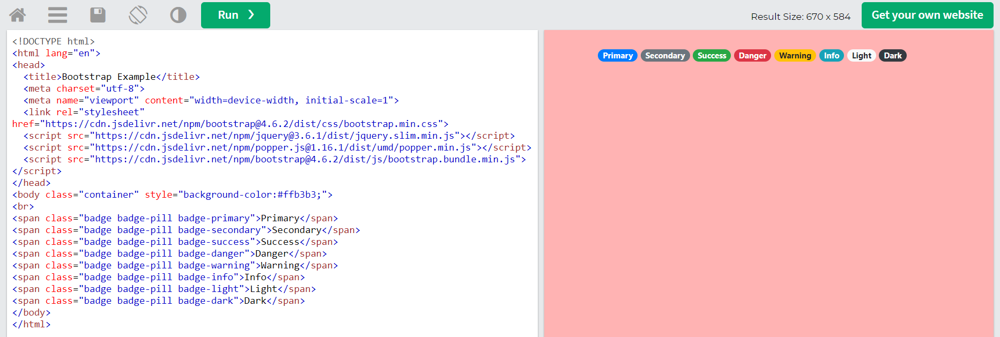 Run ❯
Result Size: 670 x 584
Get your own website
<!DOCTYPE html>
<html lang="en">
<head>
  <title>Bootstrap Example</title>
  <meta charset="utf-8">
  <meta name="viewport" content="width=device-width, initial-scale=1">
  <link rel="stylesheet"
href="https://cdn.jsdelivr.net/npm/bootstrap@4.6.2/dist/css/bootstrap.min.css">
  <script src="https://cdn.jsdelivr.net/npm/jquery@3.6.1/dist/jquery.slim.min.js"></script>
  <script src="https://cdn.jsdelivr.net/npm/popper.js@1.16.1/dist/umd/popper.min.js"></script>
  <script src="https://cdn.jsdelivr.net/npm/bootstrap@4.6.2/dist/js/bootstrap.bundle.min.js">
</script>
</head>
<body class="container" style="background-color:#ffb3b3;">
<br>
<span class="badge badge-pill badge-primary">Primary</span>
<span class="badge badge-pill badge-secondary">Secondary</span>
<span class="badge badge-pill badge-success">Success</span>
<span class="badge badge-pill badge-danger">Danger</span>
<span class="badge badge-pill badge-warning">Warning</span>
<span class="badge badge-pill badge-info">Info</span>
<span class="badge badge-pill badge-light">Light</span>
<span class="badge badge-pill badge-dark">Dark</span>
</body>
</html>
Primary Secondary Success Danger Warning Info Light Dark